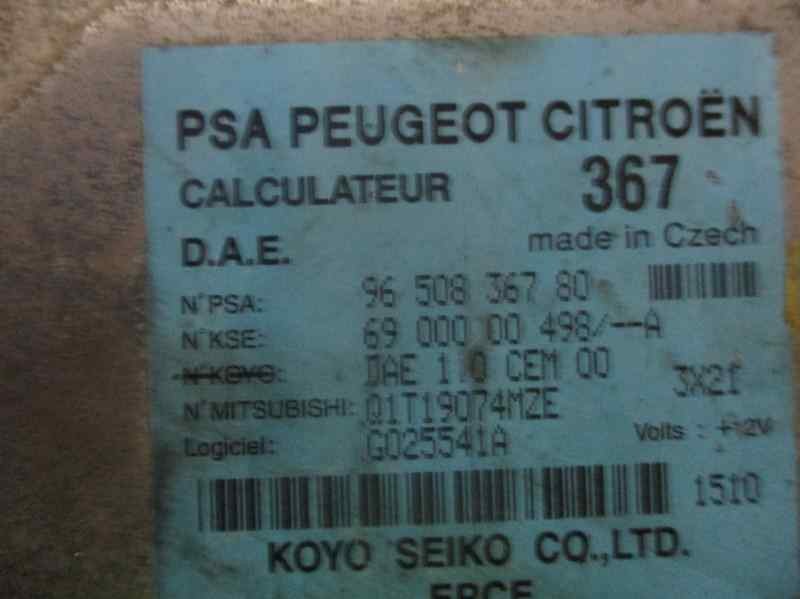 PSA PEUGEOT CITROËN
CALCULATEUR 367
D.A.E. made in Czech
N°PSA: 96 508 367 80
N°KSE: 69 000 00 498/--A
N°KOYO: DAE 1 0 CEM 00 3X2f
N°MITSUBISHI: Q1T19074MZE
Logiciel: G025541A Volts : +12V
1510
KOYO SEIKO CO.,LTD.